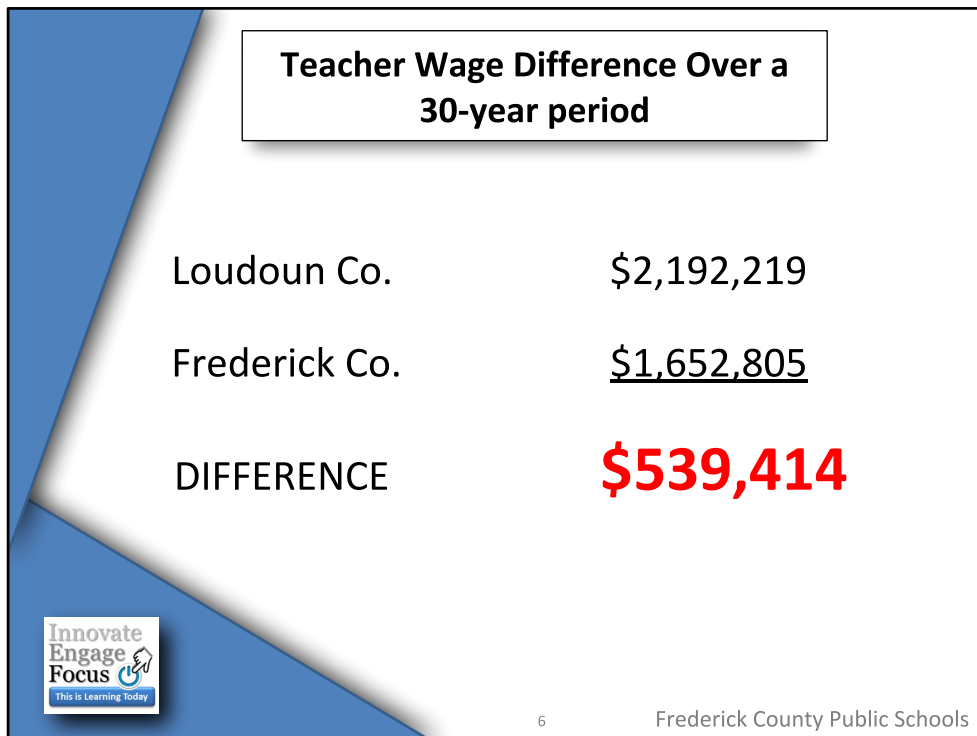 Teacher Wage Difference Over a
30-year period
Loudoun Co. $2,192,219
Frederick Co. $1,652,805
DIFFERENCE $539,414
Innovate
Engage
Focus
This is Learning Today
6 Frederick County Public Schools